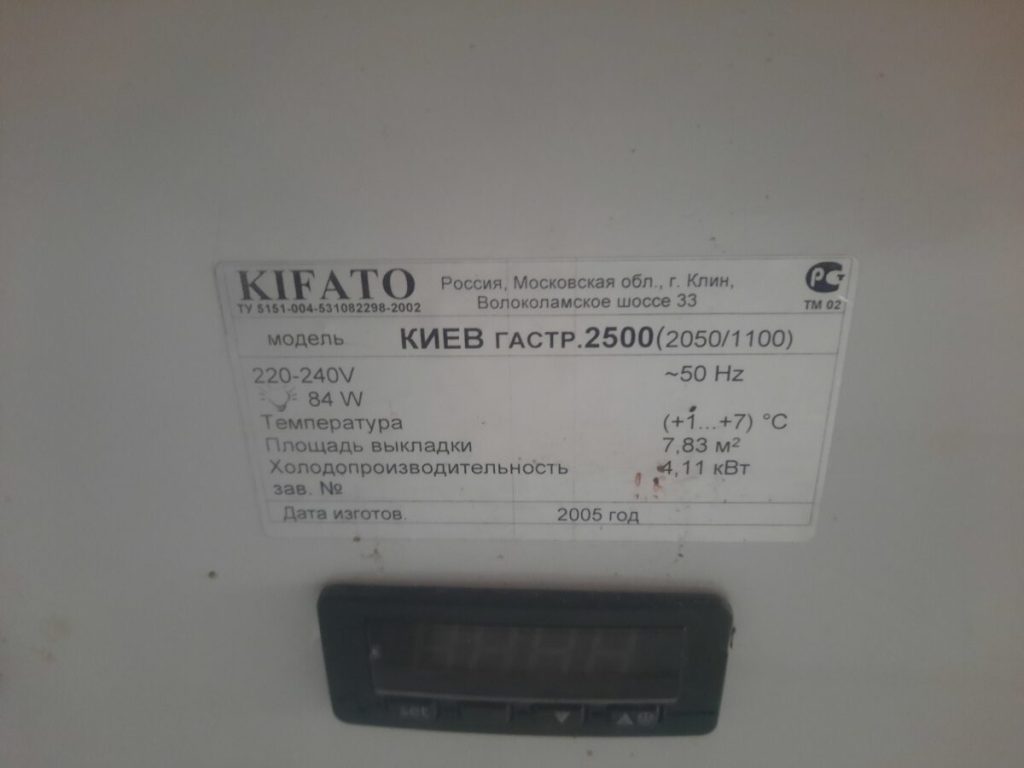 KIFATO
ТУ 5151-004-531082298-2002
Россия, Московская обл., г. Клин,
Волоколамское шоссе 33
РС
ТМ 02
модель КИЕВ ГАСТР.2500(2050/1100)
220-240V ~50 Hz
84 W
Температура (+1...+7) °C
Площадь выкладки 7,83 м²
Холодопроизводительность 4,11 кВт
зав. №
Дата изготов. 2005 год
set